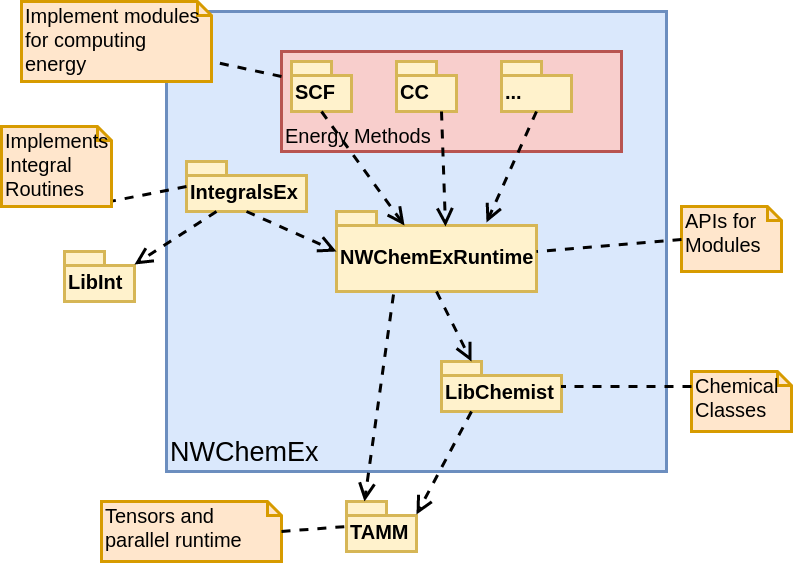 Implement modules
for computing
energy
SCF
CC
...
Energy Methods
Implements
Integral
Routines
IntegralsEx
LibInt
NWChemExRuntime
APIs for
Modules
LibChemist
Chemical
Classes
NWChemEx
Tensors and
parallel runtime
TAMM